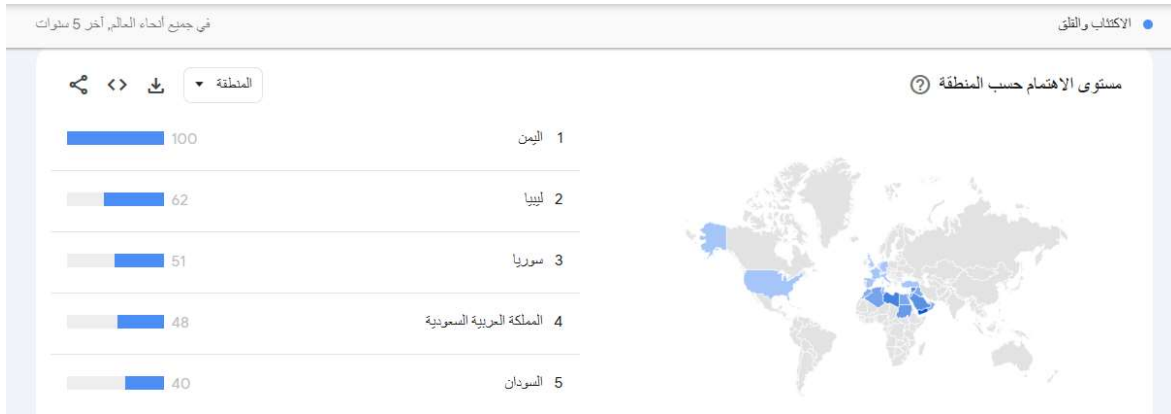 الاكتئاب والقلق
في جميع أنحاء العالم, آخر 5 سنوات
مستوى الاهتمام حسب المنطقة ?
المنطقة
1 اليمن 100
2 ليبيا 62
3 سوريا 51
4 المملكة العربية السعودية 48
5 السودان 40